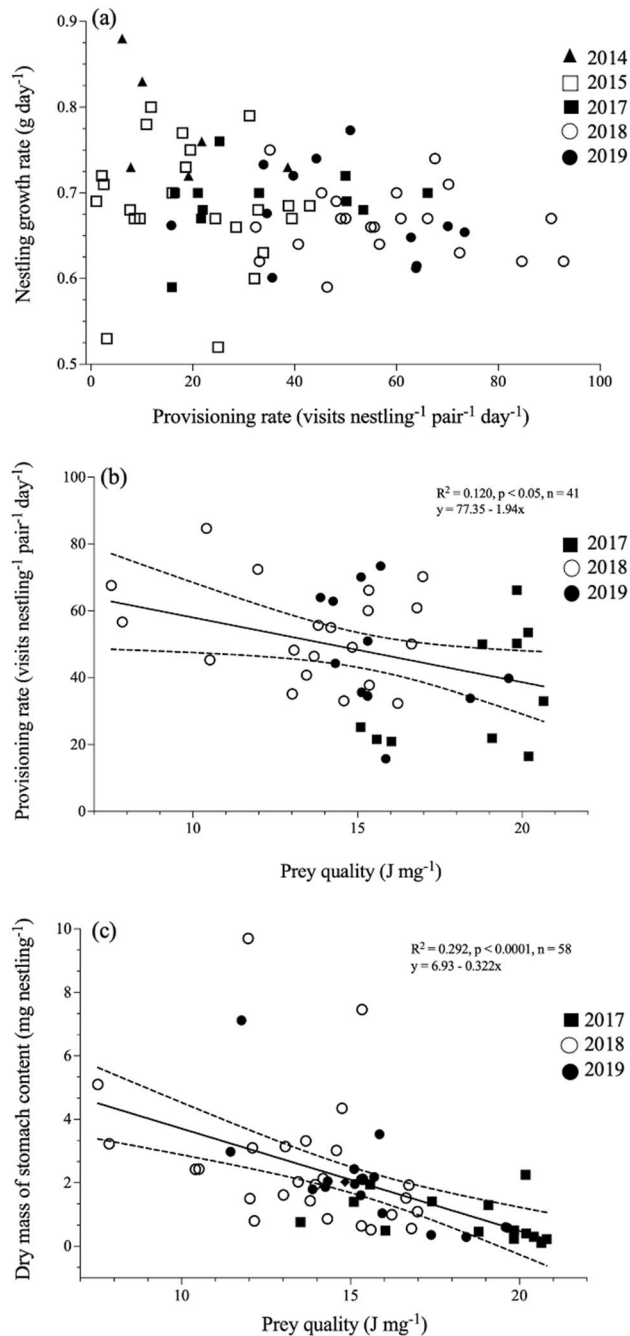 (a)
0.9
0.8
0.7
0.6
0.5
Nestling growth rate (g day⁻¹)
2014
2015
2017
2018
2019
0 20 40 60 80 100
Provisioning rate (visits nestling⁻¹ pair⁻¹ day⁻¹)
(b)
100
80
60
40
20
0
Provisioning rate (visits nestling⁻¹ pair⁻¹ day⁻¹)
R² = 0.120, p < 0.05, n = 41
y = 77.35 - 1.94x
2017
2018
2019
10 15 20
Prey quality (J mg⁻¹)
(c)
10
8
6
4
2
0
Dry mass of stomach content (mg nestling⁻¹)
R² = 0.292, p < 0.0001, n = 58
y = 6.93 - 0.322x
2017
2018
2019
10 15 20
Prey quality (J mg⁻¹)